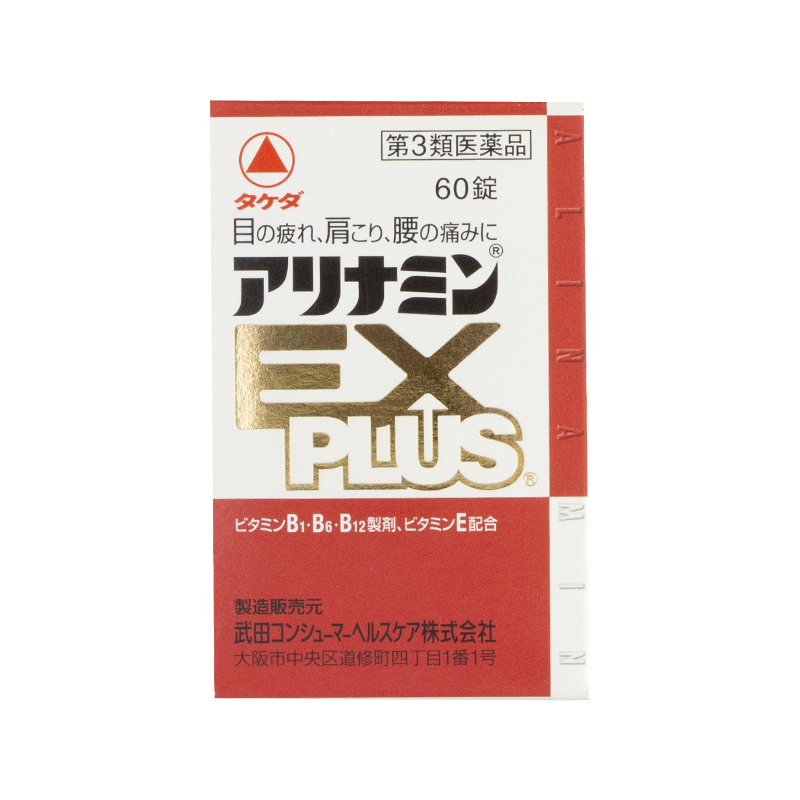 第3類医薬品
タケダ
60錠
目の疲れ、肩こり、腰の痛みに
アリナミン®
EX
PLUS®
ビタミンB1・B6・B12製剤、ビタミンE配合
製造販売元
武田コンシューマーヘルスケア株式会社
大阪市中央区道修町四丁目1番1号
ALINAMIN